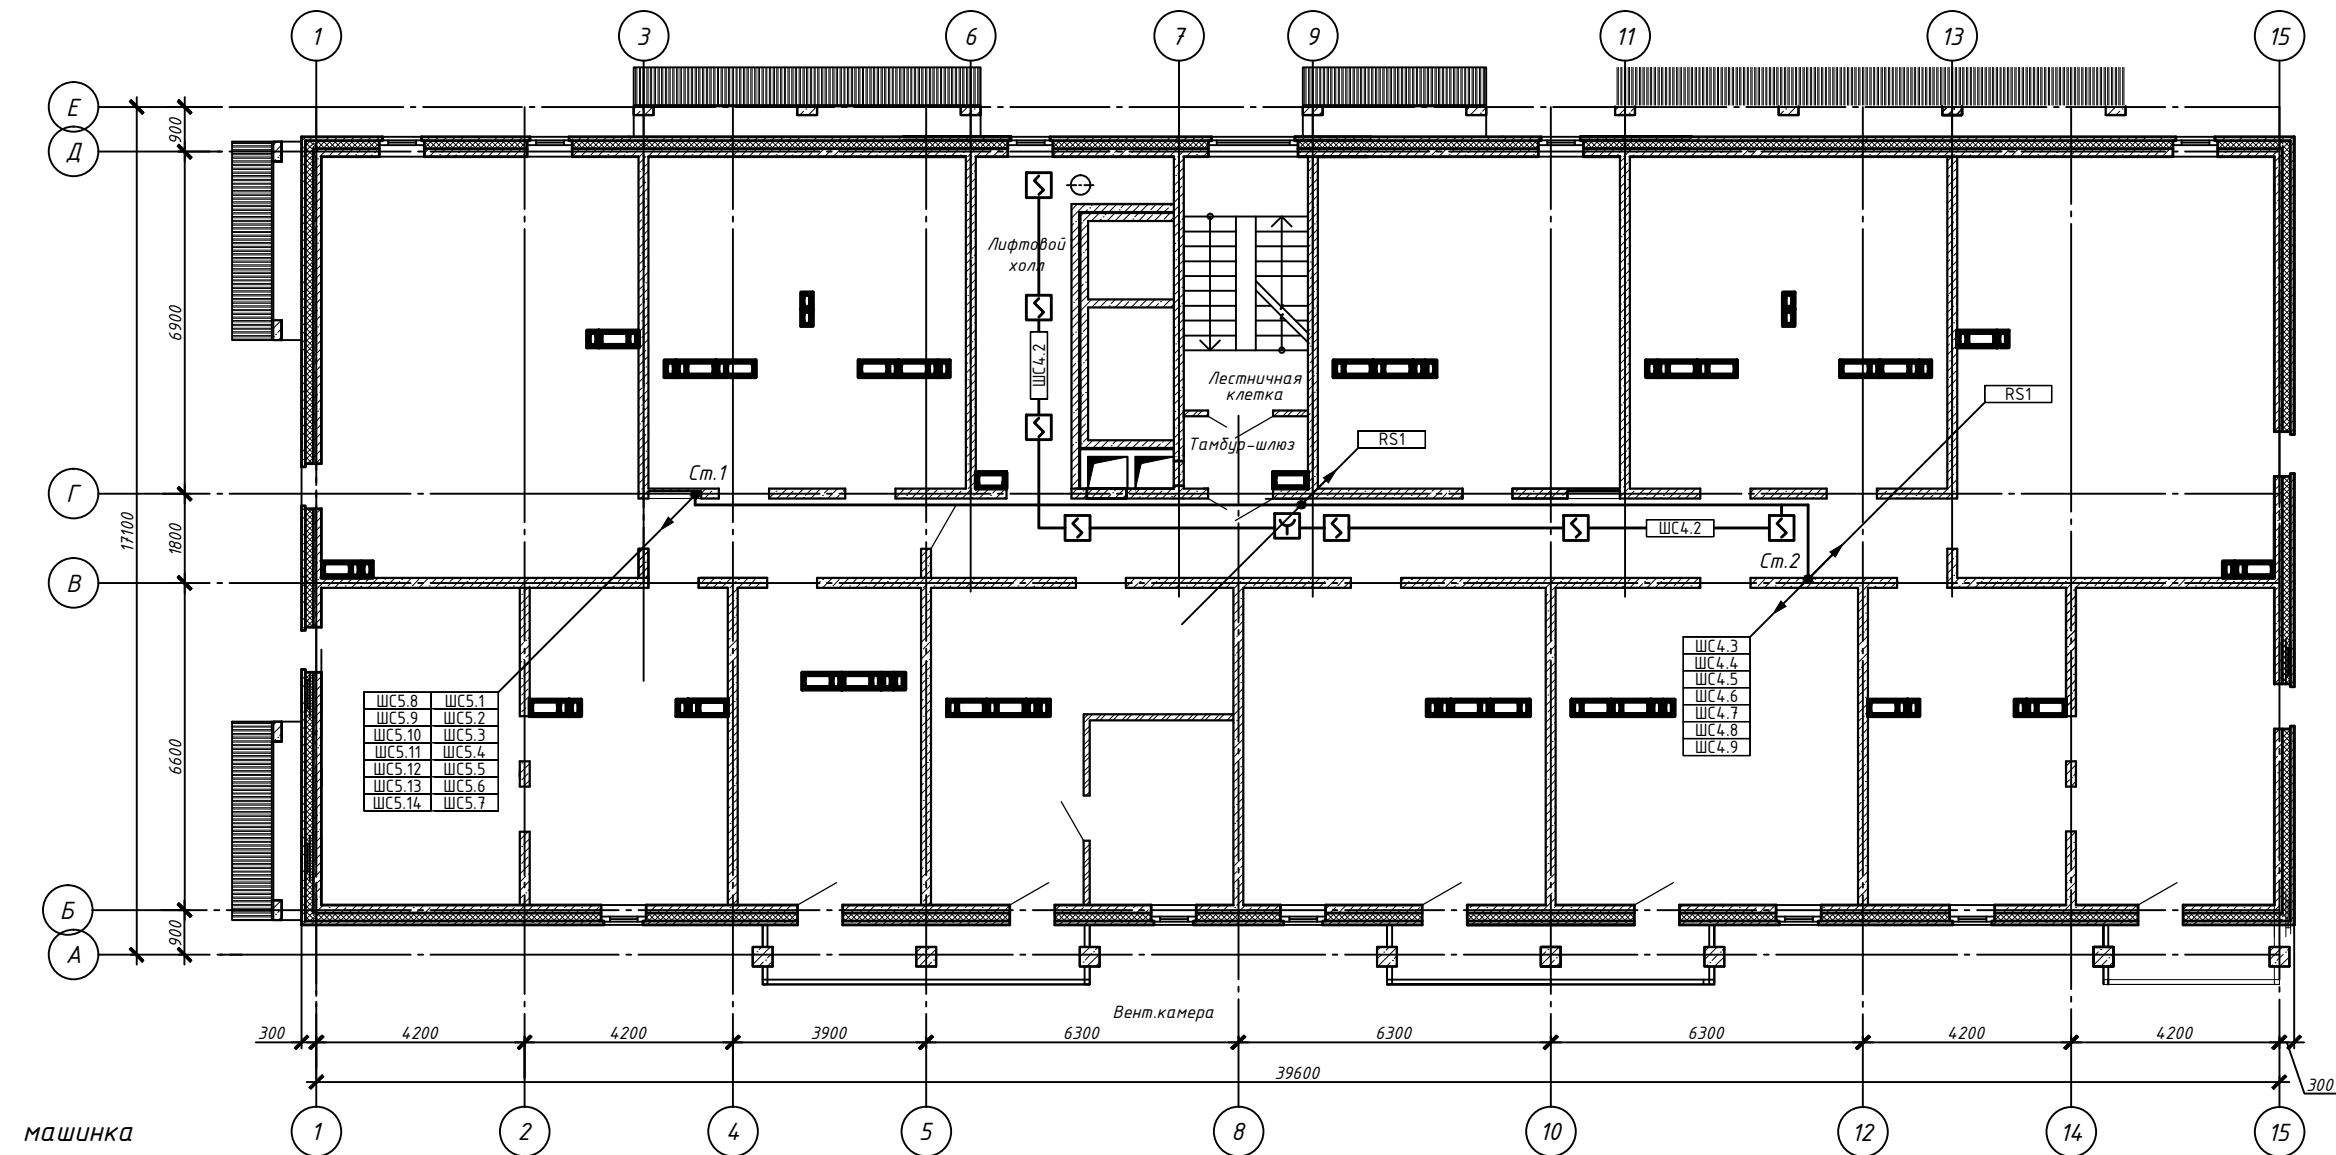 1
3
6
7
9
11
13
15
Е
Д
Г
В
Б
А
900
6900
17100
1800
6600
900
Лифтовой
холл
ШС4.2
Лестничная
клетка
Тамбур-шлюз
RS1
RS1
Ст.1
ШС4.2
Ст.2
ШС5.8 ШС5.1
ШС5.9 ШС5.2
ШС5.10 ШС5.3
ШС5.11 ШС5.4
ШС5.12 ШС5.5
ШС5.13 ШС5.6
ШС5.14 ШС5.7
ШС4.3
ШС4.4
ШС4.5
ШС4.6
ШС4.7
ШС4.8
ШС4.9
Вент.камера
300
4200
4200
3900
6300
6300
6300
4200
4200
300
39600
машинка
1
2
4
5
8
10
12
14
15